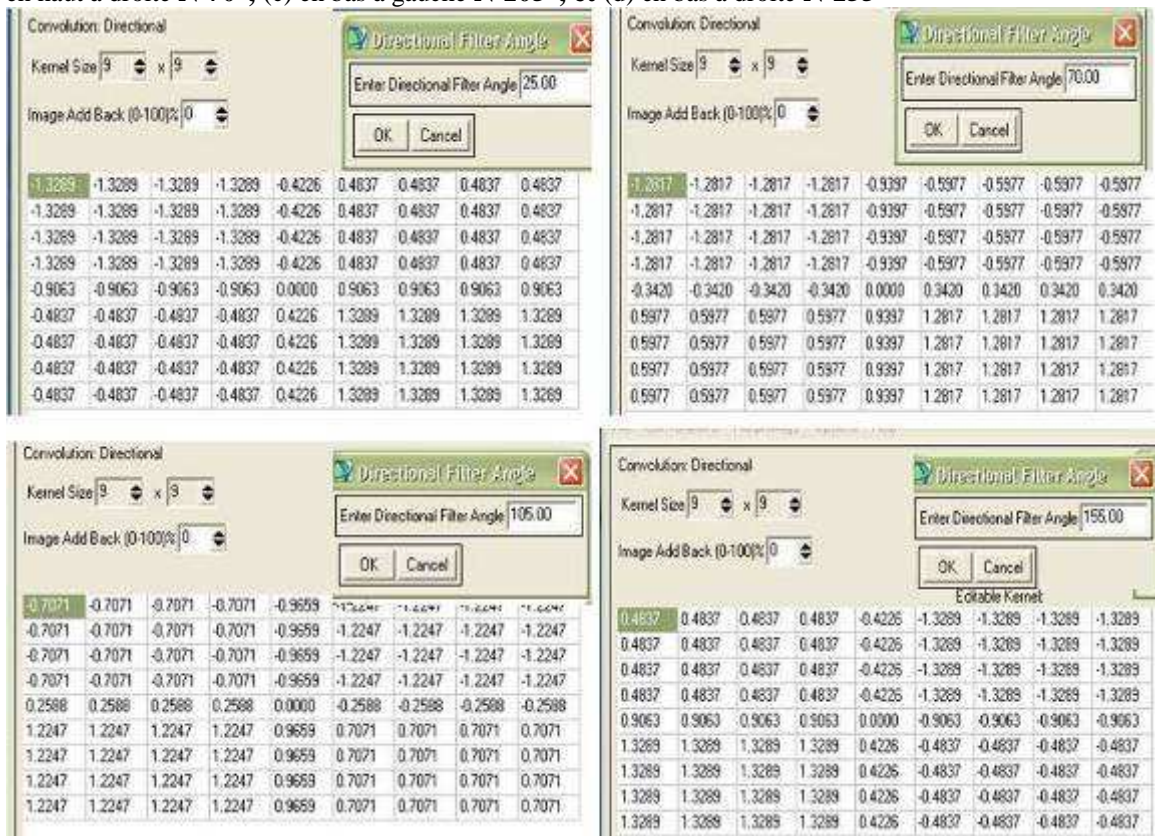 en haut à droite N (c) en bas à gauche N et (d) en bas à droite N
Convolution: Directional
Directional Filter Angle
Kernel Size 9 x 9
Enter Directional Filter Angle 25.00
Image Add Back (0-100)% 0
OK Cancel
-1.3289 -1.3289 -1.3289 -1.3289 -0.4226 0.4837 0.4837 0.4837 0.4837
-1.3289 -1.3289 -1.3289 -1.3289 -0.4226 0.4837 0.4837 0.4837 0.4837
-1.3289 -1.3289 -1.3289 -1.3289 -0.4226 0.4837 0.4837 0.4837 0.4837
-1.3289 -1.3289 -1.3289 -1.3289 -0.4226 0.4837 0.4837 0.4837 0.4837
-0.9063 -0.9063 -0.9063 -0.9063 0.0000 0.9063 0.9063 0.9063 0.9063
-0.4837 -0.4837 -0.4837 -0.4837 0.4226 1.3289 1.3289 1.3289 1.3289
-0.4837 -0.4837 -0.4837 -0.4837 0.4226 1.3289 1.3289 1.3289 1.3289
-0.4837 -0.4837 -0.4837 -0.4837 0.4226 1.3289 1.3289 1.3289 1.3289
-0.4837 -0.4837 -0.4837 -0.4837 0.4226 1.3289 1.3289 1.3289 1.3289
Convolution: Directional
Directional Filter Angle
Kernel Size 9 x 9
Enter Directional Filter Angle 70.00
Image Add Back (0-100)% 0
OK Cancel
-1.2817 -1.2817 -1.2817 -1.2817 -0.9397 -0.5977 -0.5977 -0.5977 -0.5977
-1.2817 -1.2817 -1.2817 -1.2817 -0.9397 -0.5977 -0.5977 -0.5977 -0.5977
-1.2817 -1.2817 -1.2817 -1.2817 -0.9397 -0.5977 -0.5977 -0.5977 -0.5977
-1.2817 -1.2817 -1.2817 -1.2817 -0.9397 -0.5977 -0.5977 -0.5977 -0.5977
-0.3420 -0.3420 -0.3420 -0.3420 0.0000 0.3420 0.3420 0.3420 0.3420
0.5977 0.5977 0.5977 0.5977 0.9397 1.2817 1.2817 1.2817 1.2817
0.5977 0.5977 0.5977 0.5977 0.9397 1.2817 1.2817 1.2817 1.2817
0.5977 0.5977 0.5977 0.5977 0.9397 1.2817 1.2817 1.2817 1.2817
0.5977 0.5977 0.5977 0.5977 0.9397 1.2817 1.2817 1.2817 1.2817
Convolution: Directional
Directional Filter Angle
Kernel Size 9 x 9
Enter Directional Filter Angle 105.00
Image Add Back (0-100)% 0
OK Cancel
-0.7071 -0.7071 -0.7071 -0.7071 -0.9659
-0.7071 -0.7071 -0.7071 -0.7071 -0.9659 -1.2247 -1.2247 -1.2247 -1.2247
-0.7071 -0.7071 -0.7071 -0.7071 -0.9659 -1.2247 -1.2247 -1.2247 -1.2247
-0.7071 -0.7071 -0.7071 -0.7071 -0.9659 -1.2247 -1.2247 -1.2247 -1.2247
0.2588 0.2588 0.2588 0.2588 0.0000 -0.2588 -0.2588 -0.2588 -0.2588
1.2247 1.2247 1.2247 1.2247 0.9659 0.7071 0.7071 0.7071 0.7071
1.2247 1.2247 1.2247 1.2247 0.9659 0.7071 0.7071 0.7071 0.7071
1.2247 1.2247 1.2247 1.2247 0.9659 0.7071 0.7071 0.7071 0.7071
1.2247 1.2247 1.2247 1.2247 0.9659 0.7071 0.7071 0.7071 0.7071
Convolution: Directional
Directional Filter Angle
Kernel Size 9 x 9
Enter Directional Filter Angle 155.00
Image Add Back (0-100)% 0
OK Cancel
Editable Kernel
0.4837 0.4837 0.4837 0.4837 -0.4226 -1.3289 -1.3289 -1.3289 -1.3289
0.4837 0.4837 0.4837 0.4837 -0.4226 -1.3289 -1.3289 -1.3289 -1.3289
0.4837 0.4837 0.4837 0.4837 -0.4226 -1.3289 -1.3289 -1.3289 -1.3289
0.4837 0.4837 0.4837 0.4837 -0.4226 -1.3289 -1.3289 -1.3289 -1.3289
0.9063 0.9063 0.9063 0.9063 0.0000 -0.9063 -0.9063 -0.9063 -0.9063
1.3289 1.3289 1.3289 1.3289 0.4226 -0.4837 -0.4837 -0.4837 -0.4837
1.3289 1.3289 1.3289 1.3289 0.4226 -0.4837 -0.4837 -0.4837 -0.4837
1.3289 1.3289 1.3289 1.3289 0.4226 -0.4837 -0.4837 -0.4837 -0.4837
1.3289 1.3289 1.3289 1.3289 0.4226 -0.4837 -0.4837 -0.4837 -0.4837